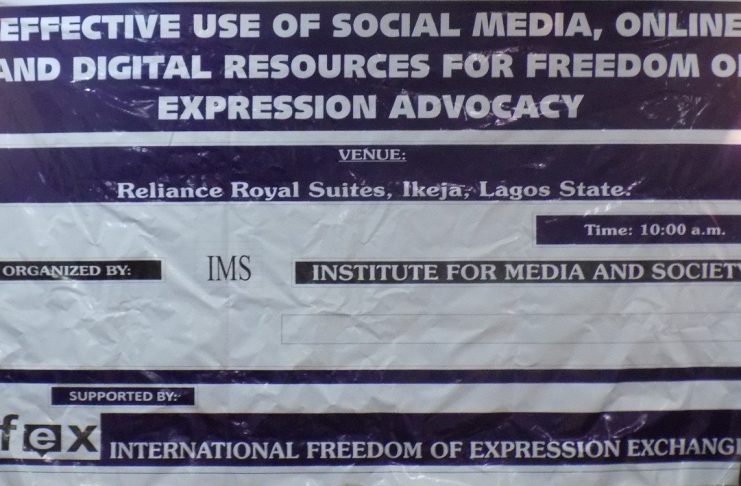 EFFECTIVE USE OF SOCIAL MEDIA, ONLINE
AND DIGITAL RESOURCES FOR FREEDOM O
EXPRESSION ADVOCACY
VENUE:
Reliance Royal Suites, Ikeja, Lagos State.
Time: 10:00 a.m.
ORGANIZED BY: IMS INSTITUTE FOR MEDIA AND SOCIETY
SUPPORTED BY:
fex INTERNATIONAL FREEDOM OF EXPRESSION EXCHANG